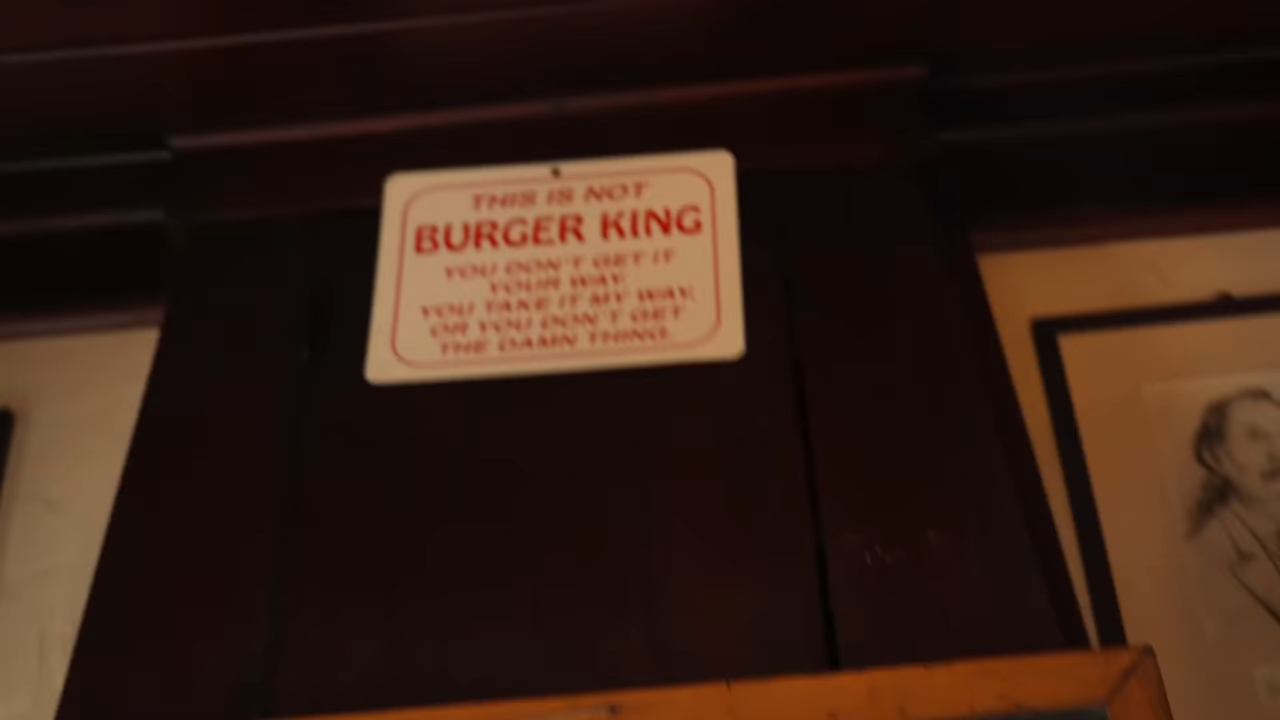 THIS IS NOT
BURGER KING
YOU DON'T GET IT
YOUR WAY.
YOU TAKE IT MY WAY,
OR YOU DON'T GET
THE DAMN THING.